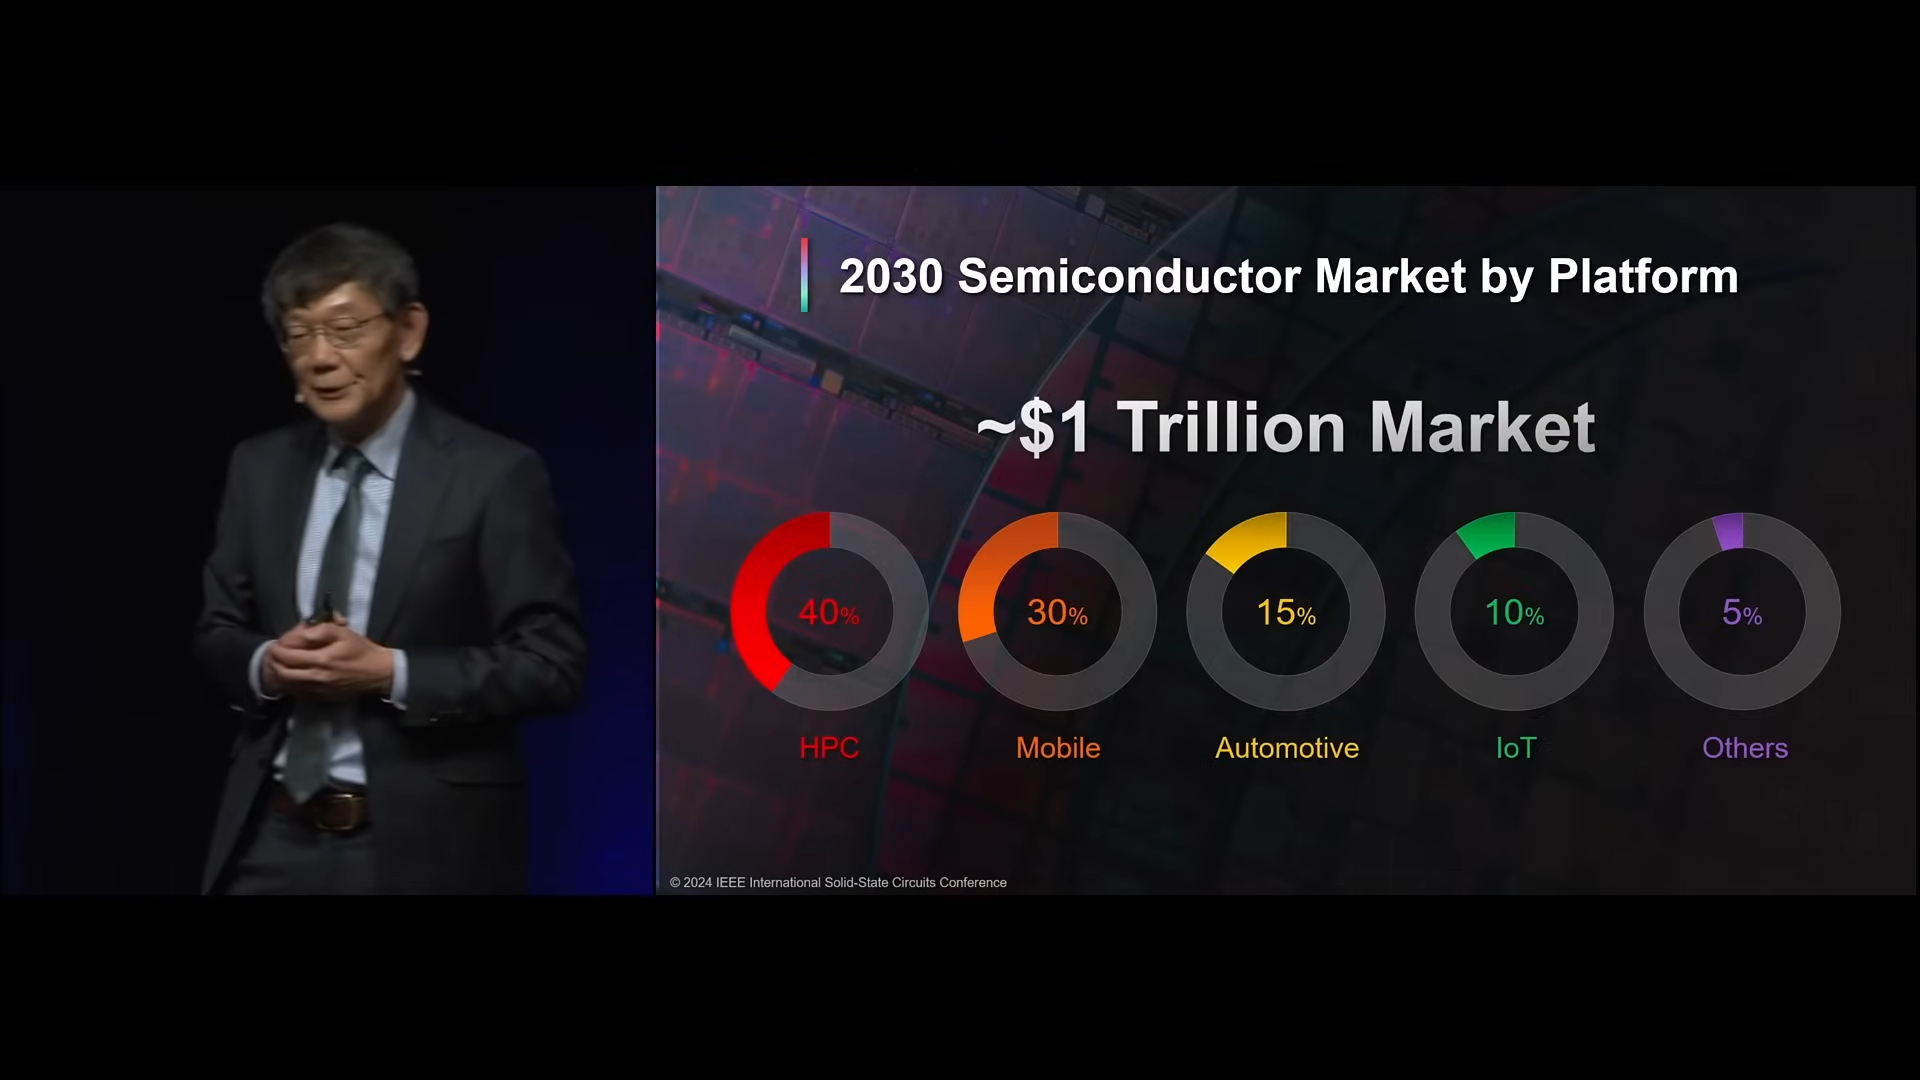 2030 Semiconductor Market by Platform
~$1 Trillion Market
40% 30% 15% 10% 5%
HPC Mobile Automotive IoT Others
© 2024 IEEE International Solid-State Circuits Conference